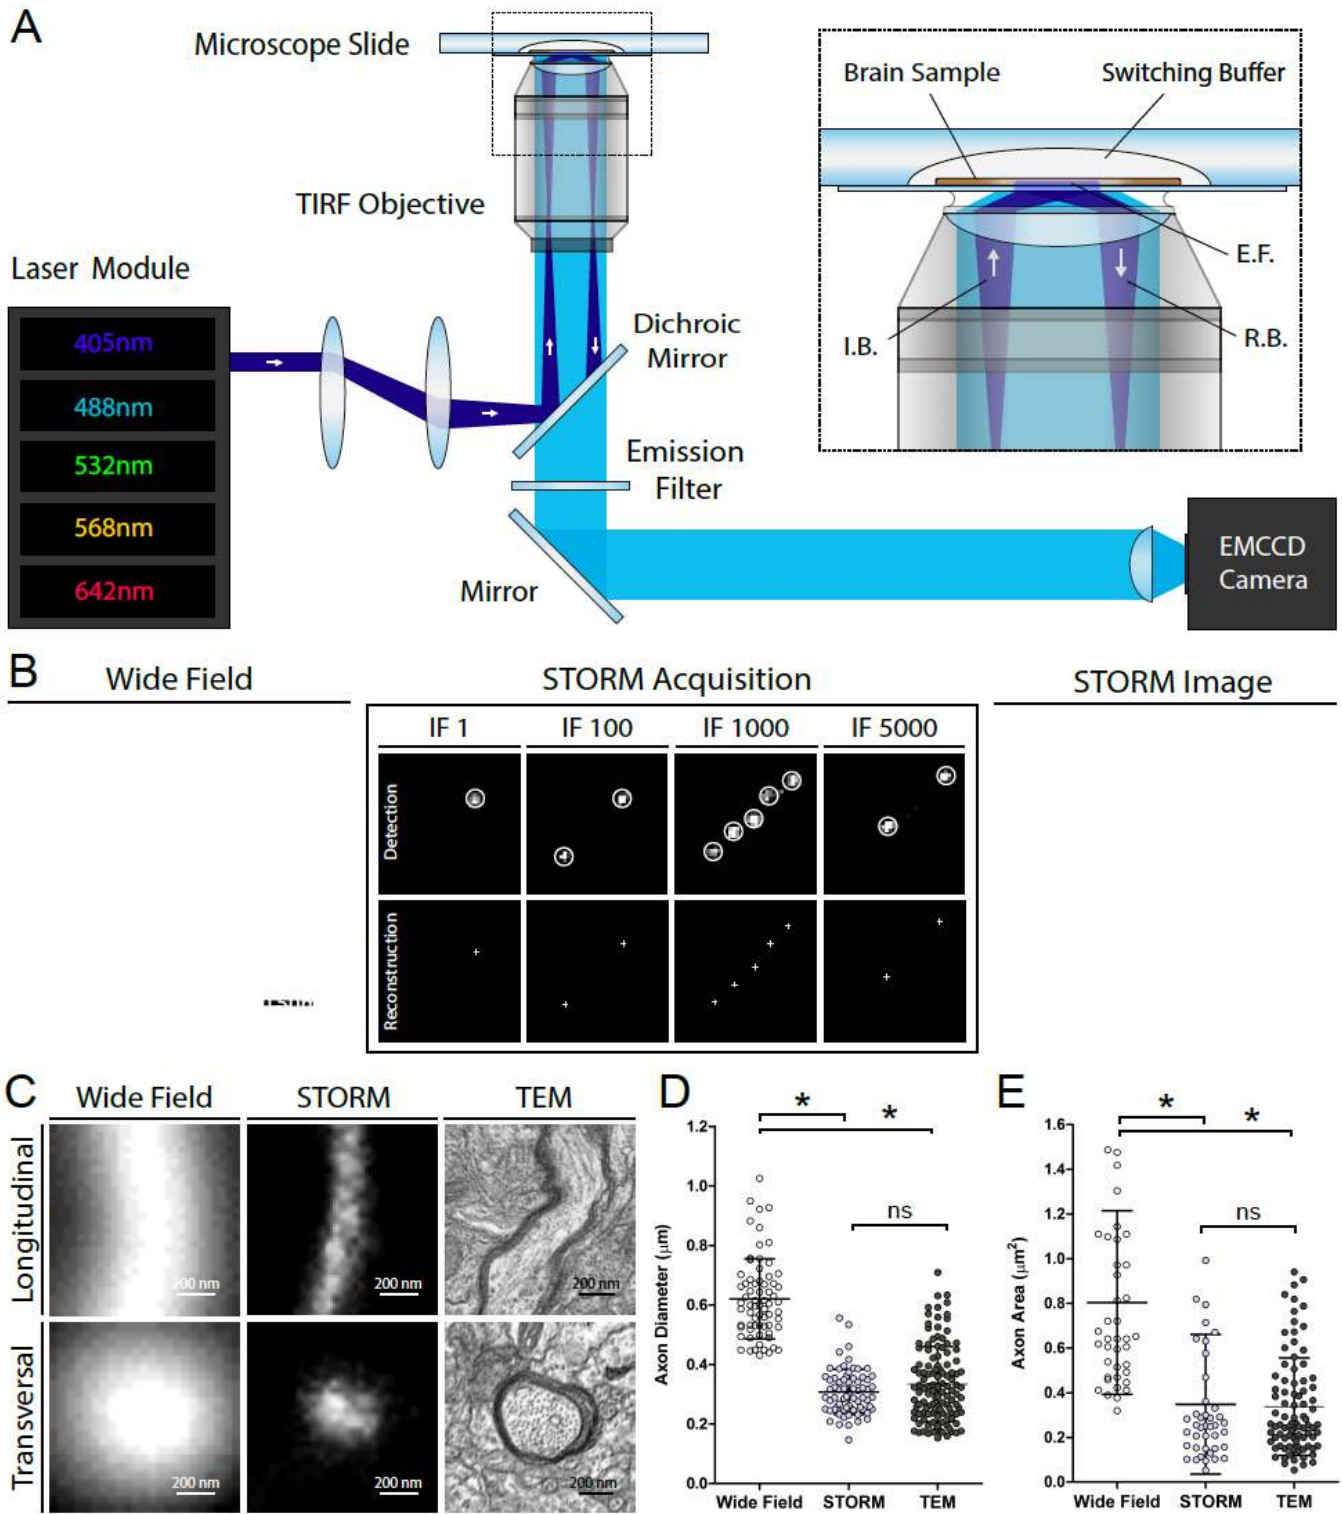 A
Microscope Slide
Brain Sample
Switching Buffer
TIRF Objective
E.F.
I.B.
R.B.
Laser Module
405nm
488nm
532nm
568nm
642nm
Dichroic
Mirror
Emission
Filter
Mirror
EMCCD
Camera
B
Wide Field
STORM Acquisition
STORM Image
IF 1
IF 100
IF 1000
IF 5000
Detection
Reconstruction
C
Wide Field
STORM
TEM
Longitudinal
200 nm
200 nm
200 nm
Transversal
200 nm
200 nm
200 nm
D
*
*
ns
Axon Diameter (μm)
1.2
1.0
0.8
0.6
0.4
0.2
0.0
Wide Field
STORM
TEM
E
*
*
ns
Axon Area (μm²)
1.6
1.4
1.2
1.0
0.8
0.6
0.4
0.2
0.0
Wide Field
STORM
TEM